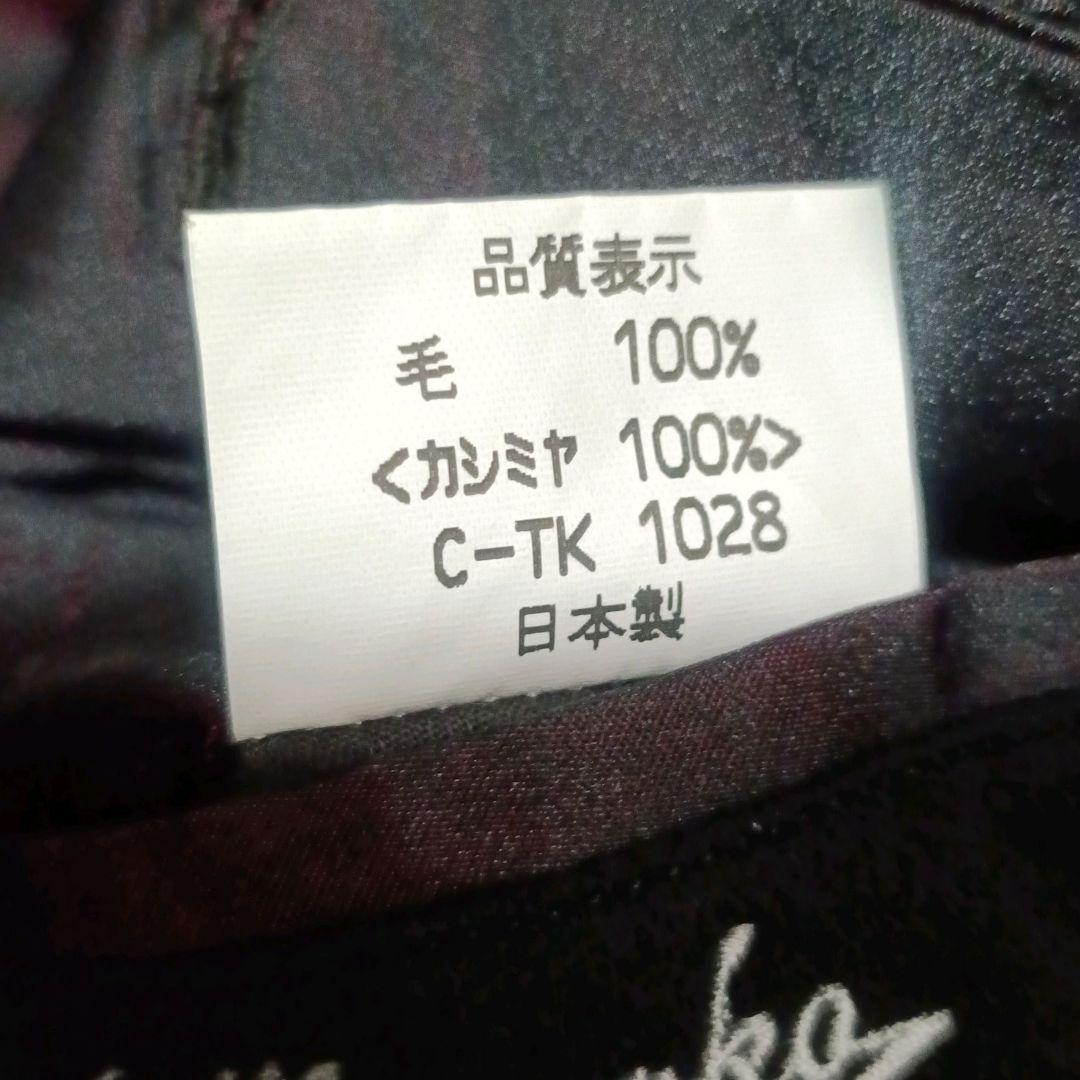 品質表示
毛 100%
<カシミヤ 100%>
C-TK 1028
日本製